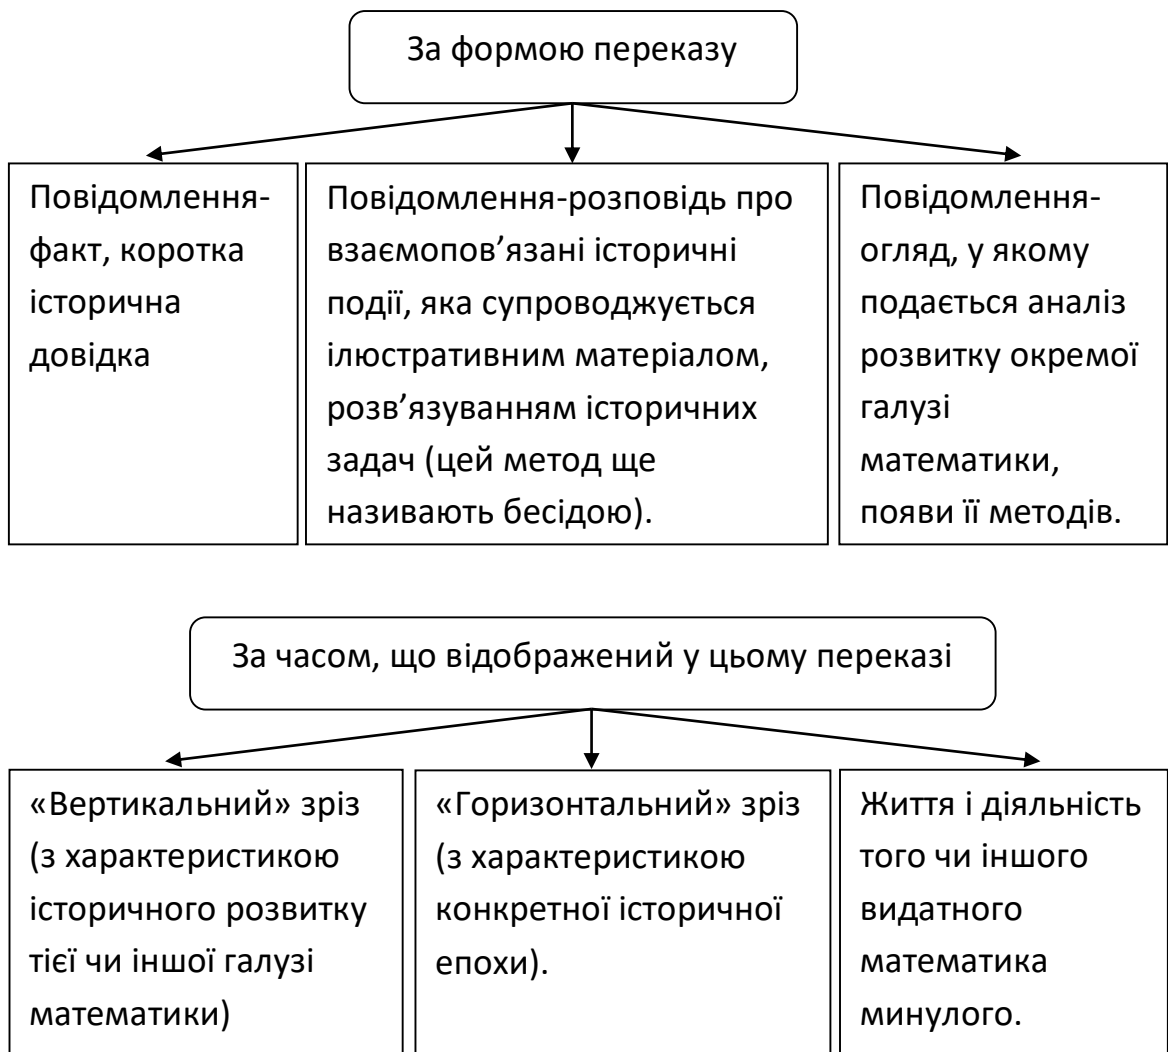 За формою переказу
Повідомлення-
факт, коротка
історична
довідка
Повідомлення-розповідь про
взаємопов’язані історичні
події, яка супроводжується
ілюстративним матеріалом,
розв’язуванням історичних
задач (цей метод ще
називають бесідою).
Повідомлення-
огляд, у якому
подається аналіз
розвитку окремої
галузі
математики,
появи її методів.
За часом, що відображений у цьому переказі
«Вертикальний» зріз
(з характеристикою
історичного розвитку
тієї чи іншої галузі
математики)
«Горизонтальний» зріз
(з характеристикою
конкретної історичної
епохи).
Життя і діяльність
того чи іншого
видатного
математика
минулого.